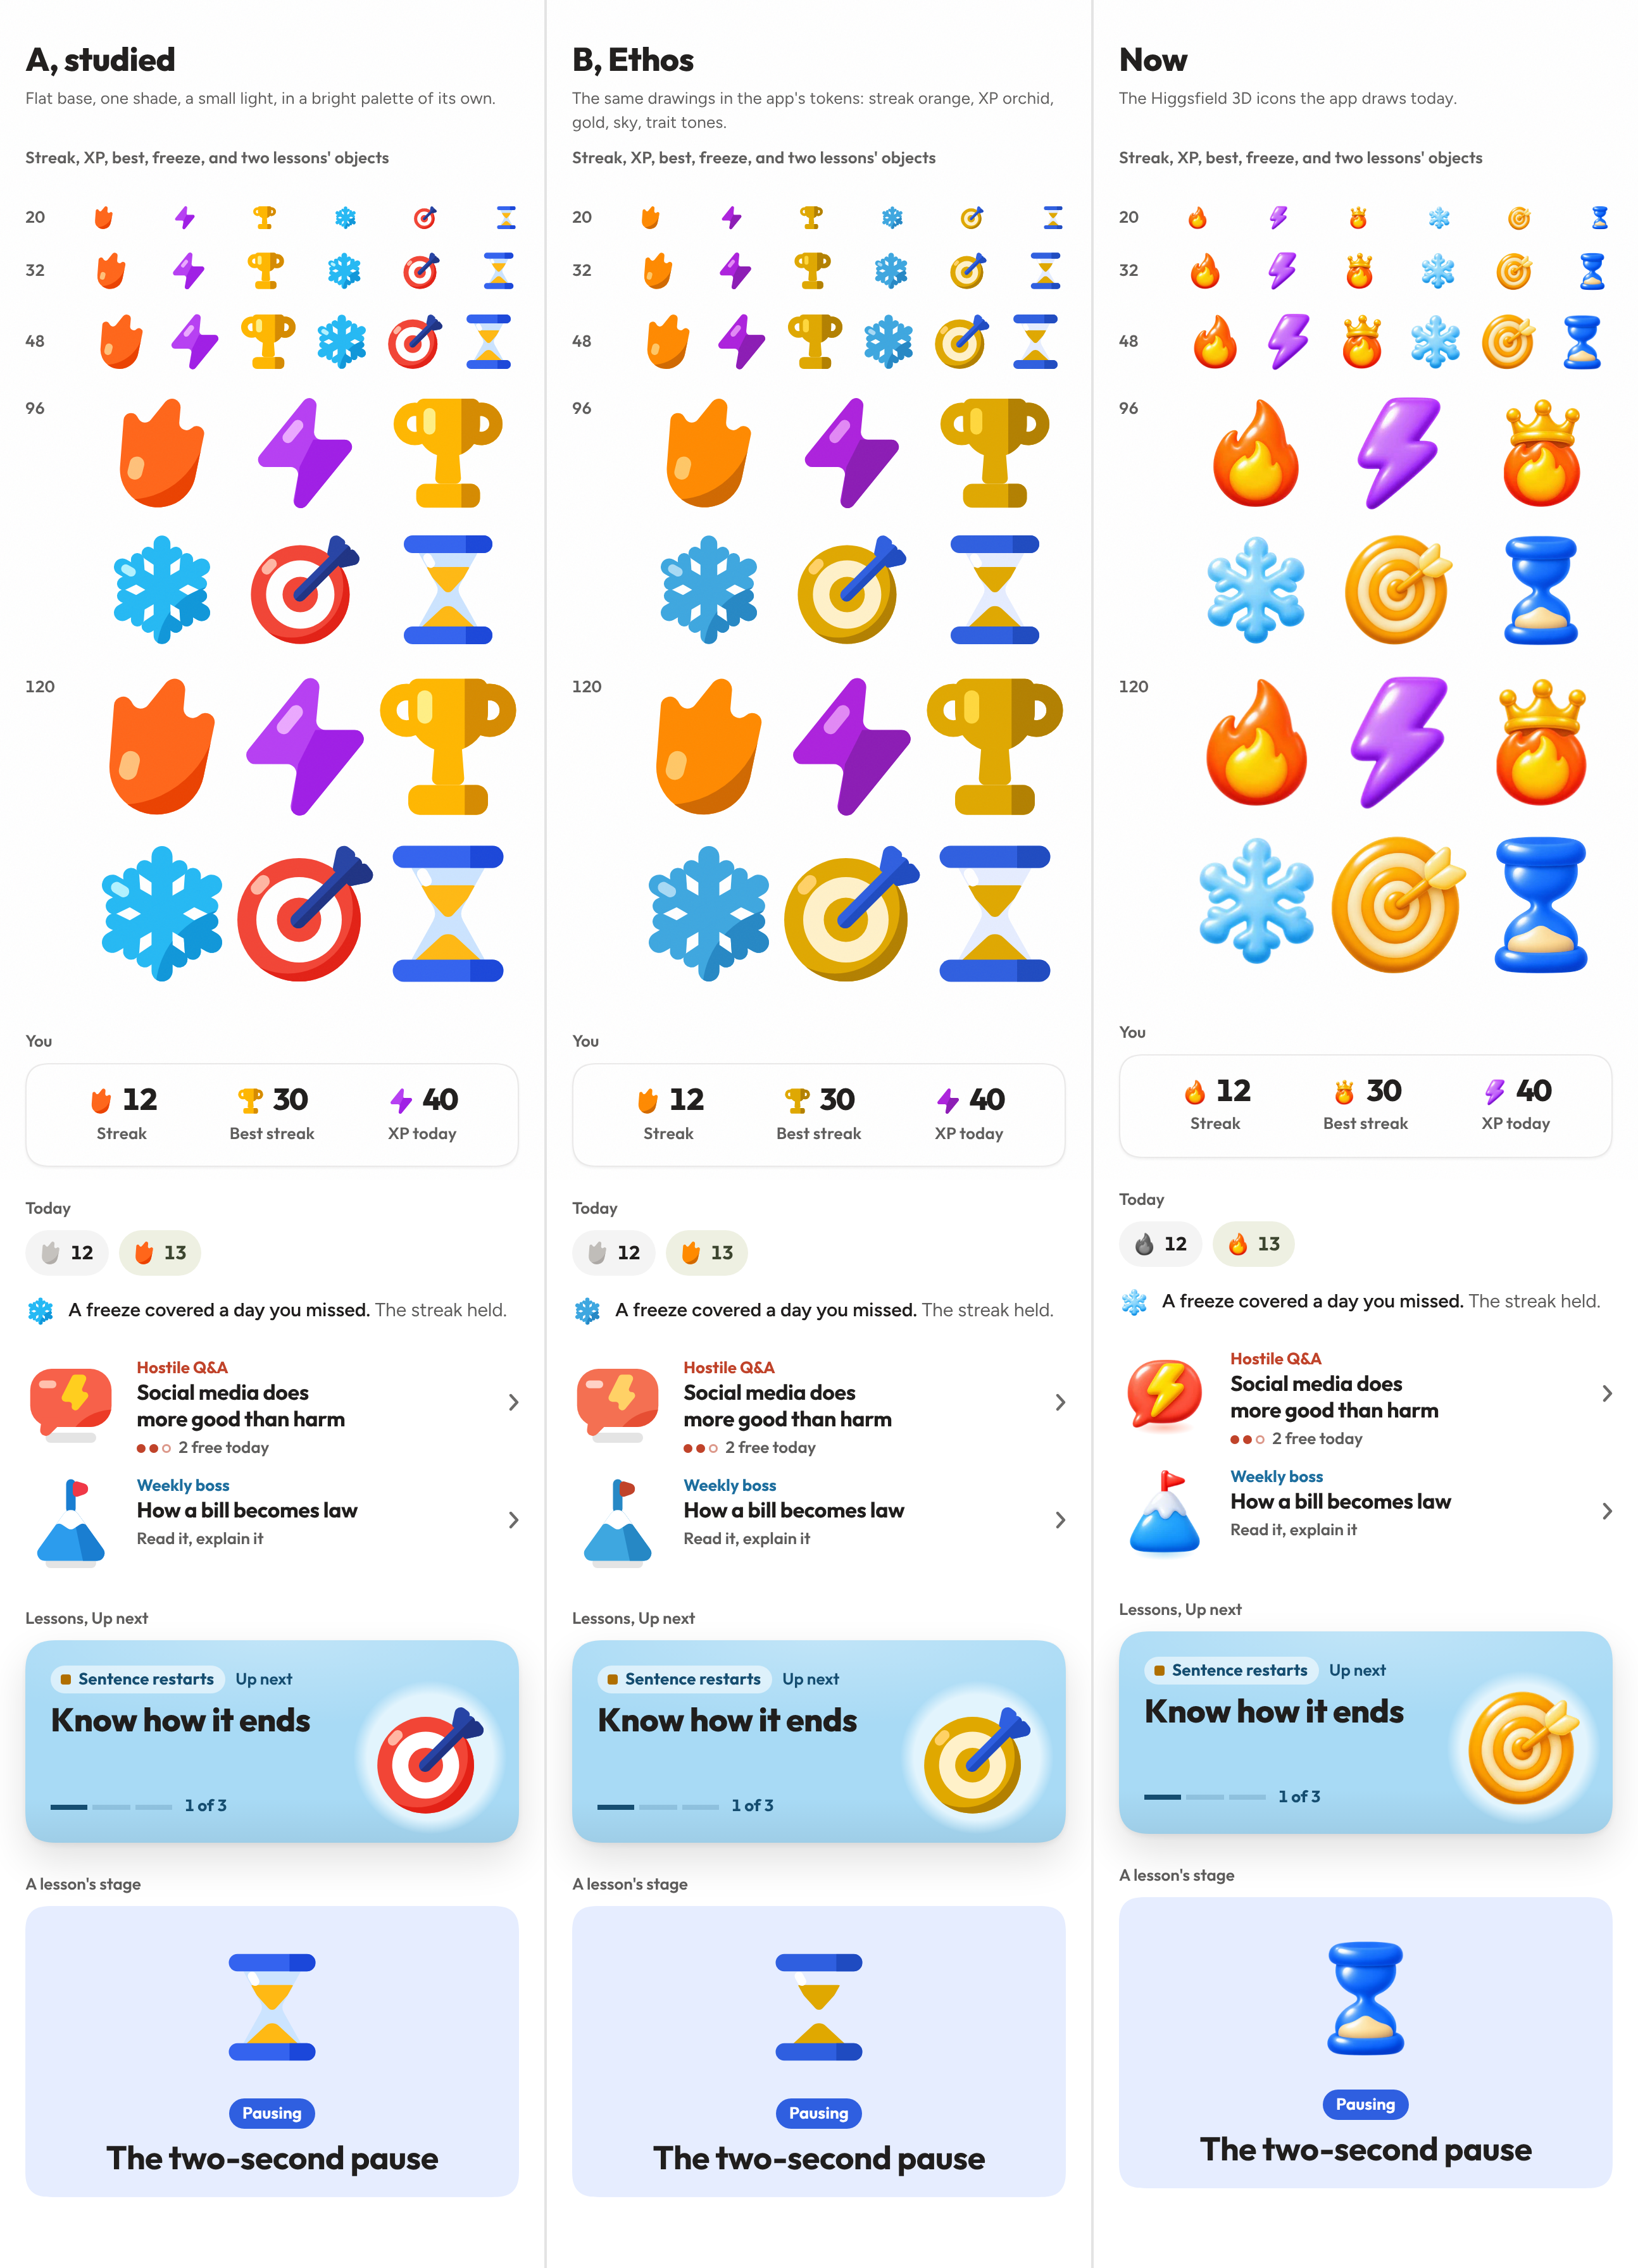 A, studied
Flat base, one shade, a small light, in a bright palette of its own.
Streak, XP, best, freeze, and two lessons' objects
20
32
48
96
120
You
12
30
40
Streak
Best streak
XP today
Today
12
13
A freeze covered a day you missed. The streak held.
Hostile Q&A
Social media does
more good than harm
2 free today
Weekly boss
How a bill becomes law
Read it, explain it
Lessons, Up next
Sentence restarts
Up next
Know how it ends
1 of 3
A lesson's stage
Pausing
The two-second pause
B, Ethos
The same drawings in the app's tokens: streak orange, XP orchid,
gold, sky, trait tones.
Streak, XP, best, freeze, and two lessons' objects
20
32
48
96
120
You
12
30
40
Streak
Best streak
XP today
Today
12
13
A freeze covered a day you missed. The streak held.
Hostile Q&A
Social media does
more good than harm
2 free today
Weekly boss
How a bill becomes law
Read it, explain it
Lessons, Up next
Sentence restarts
Up next
Know how it ends
1 of 3
A lesson's stage
Pausing
The two-second pause
Now
The Higgsfield 3D icons the app draws today.
Streak, XP, best, freeze, and two lessons' objects
20
32
48
96
120
You
12
30
40
Streak
Best streak
XP today
Today
12
13
A freeze covered a day you missed. The streak held.
Hostile Q&A
Social media does
more good than harm
2 free today
Weekly boss
How a bill becomes law
Read it, explain it
Lessons, Up next
Sentence restarts
Up next
Know how it ends
1 of 3
A lesson's stage
Pausing
The two-second pause